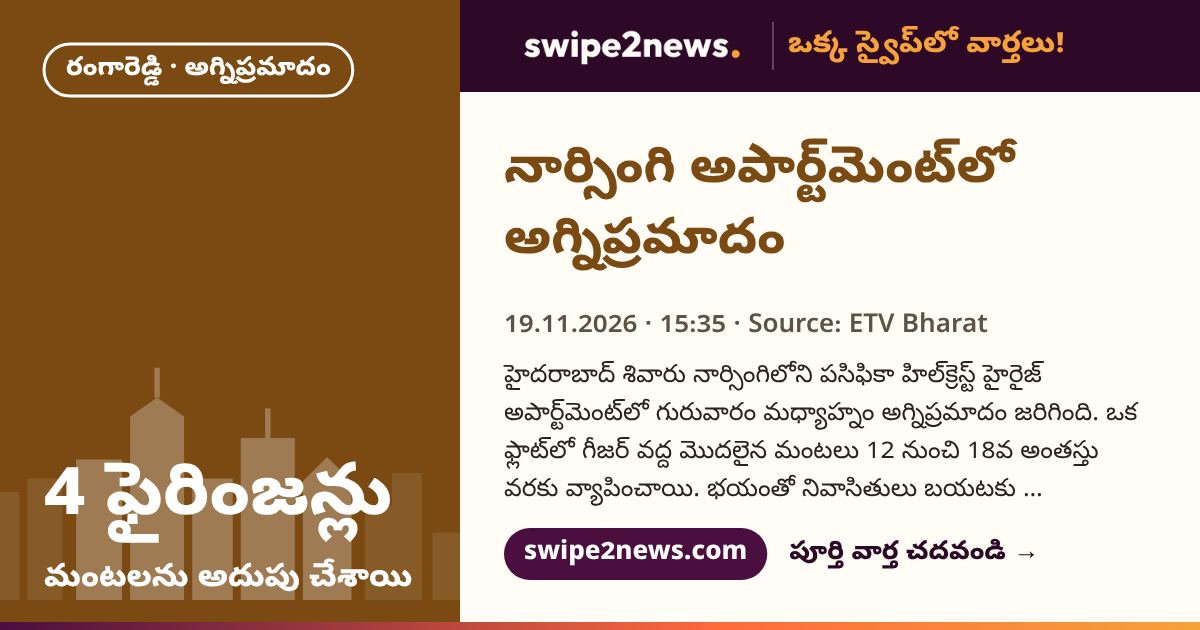 రంగారెడ్డి · అగ్నిప్రమాదం
4 ఫైరింజన్లు
మంటలను అదుపు చేశాయి
swipe2news.
ఒక్క స్వైప్‌లో వార్తలు!
నార్సింగి అపార్ట్‌మెంట్‌లో
అగ్నిప్రమాదం
19.11.2026 · 15:35 · Source: ETV Bharat
హైదరాబాద్ శివారు నార్సింగిలోని పసిఫికా హిల్‌క్రెస్ట్ హైరైజ్
అపార్ట్‌మెంట్‌లో గురువారం మధ్యాహ్నం అగ్నిప్రమాదం జరిగింది. ఒక
ఫ్లాట్‌లో గీజర్ వద్ద మొదలైన మంటలు 12 నుంచి 18వ అంతస్తు
వరకు వ్యాపించాయి. భయంతో నివాసితులు బయటకు ...
swipe2news.com
పూర్తి వార్త చదవండి →